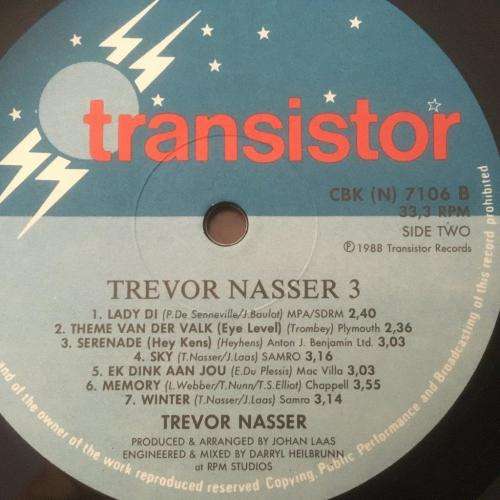 transistor
CBK (N) 7106 B
33,3 RPM
SIDE TWO
Ⓟ 1988 Transistor Records
TREVOR NASSER 3
1. LADY DI (P.De Senneville/J.Baulot) MPA/SDRM 2,40
2. THEME VAN DER VALK (Eye Level) (Trombey) Plymouth 2,36
3. SERENADE (Hey Kens) (Heyhens) Anton J. Benjamin Ltd. 3,03
4. SKY (T.Nasser/J.Laas) SAMRO 3,16
5. EK DINK AAN JOU (E.Du Plessis) Mac Villa 3,03
6. MEMORY (L.Webber/T.Nunn/T.S.Elliot) Chappell 3,55
7. WINTER (T.Nasser/J.Laas) Samro 3,14
TREVOR NASSER
PRODUCED & ARRANGED BY JOHAN LAAS
ENGINEERED & MIXED BY DARRYL HEILBRUNN
at RPM STUDIOS
and of the owner of the work reproduced reserved Copying, Public Performance and Broadcasting of this record prohibited